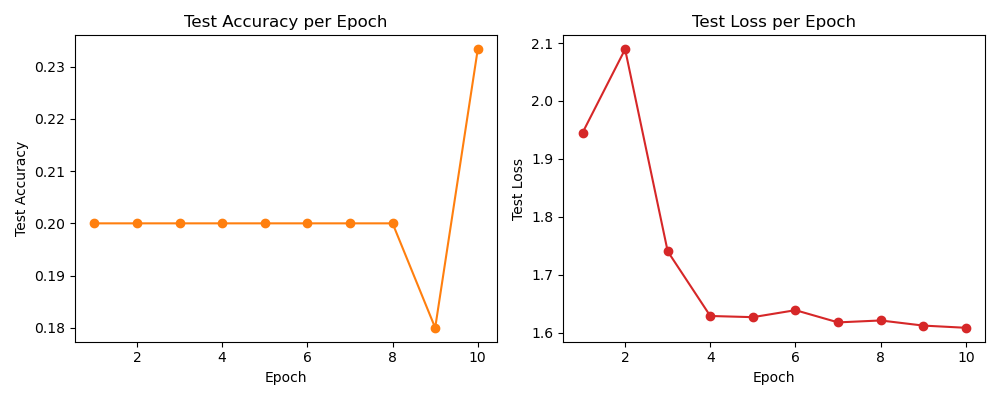 Test Accuracy per Epoch
Test Accuracy
0.23
0.22
0.21
0.20
0.19
0.18
2 4 6 8 10
Epoch
Test Loss per Epoch
Test Loss
2.1
2.0
1.9
1.8
1.7
1.6
2 4 6 8 10
Epoch